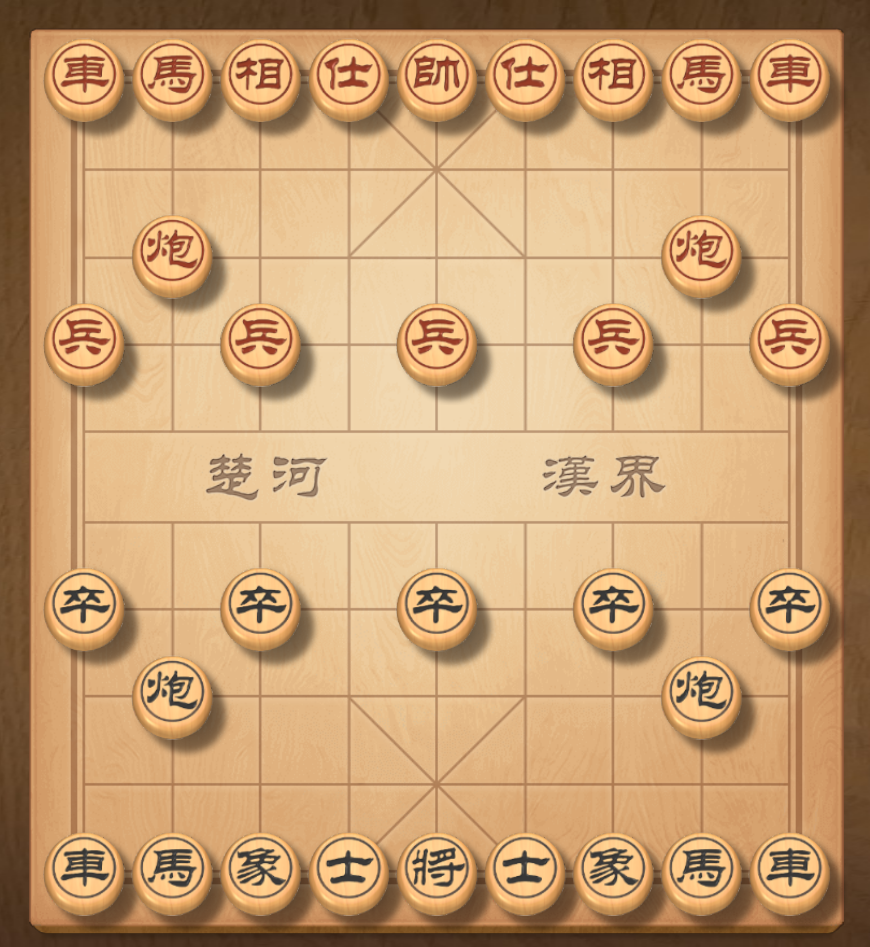 車馬相仕帥仕相馬車
炮炮
兵兵兵兵兵
楚河 漢界
卒卒卒卒卒
炮炮
車馬象士將士象馬車